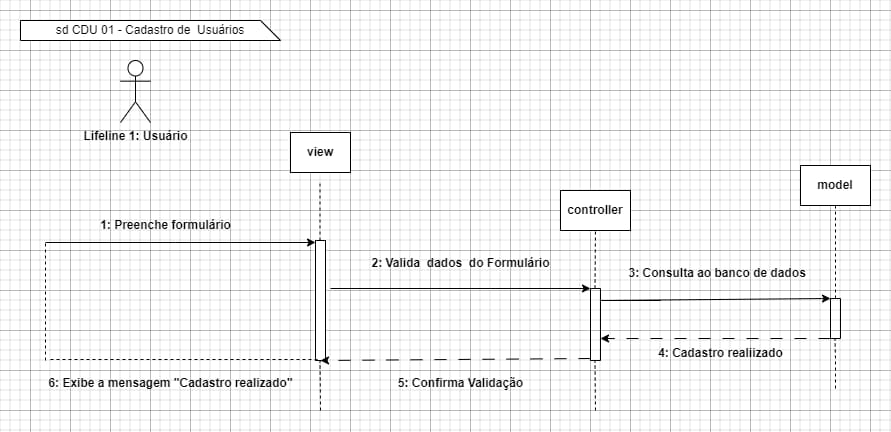 sd CDU 01 - Cadastro de Usuários
Lifeline 1: Usuário
view
model
controller
1: Preenche formulário
2: Valida dados do Formulário
3: Consulta ao banco de dados
4: Cadastro realiizado
6: Exibe a mensagem "Cadastro realizado"
5: Confirma Validação